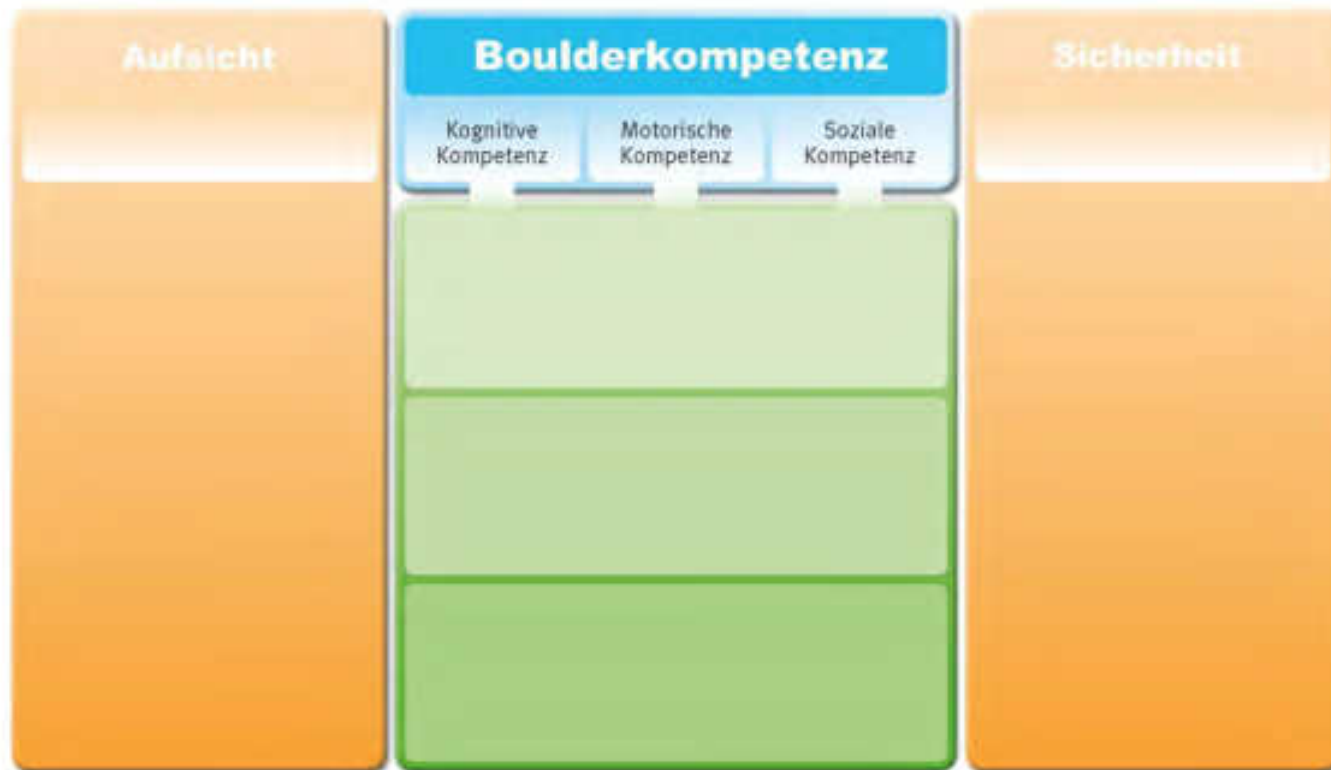 Aufsicht
Boulderkompetenz
Sicherheit
Kognitive
Kompetenz
Motorische
Kompetenz
Soziale
Kompetenz